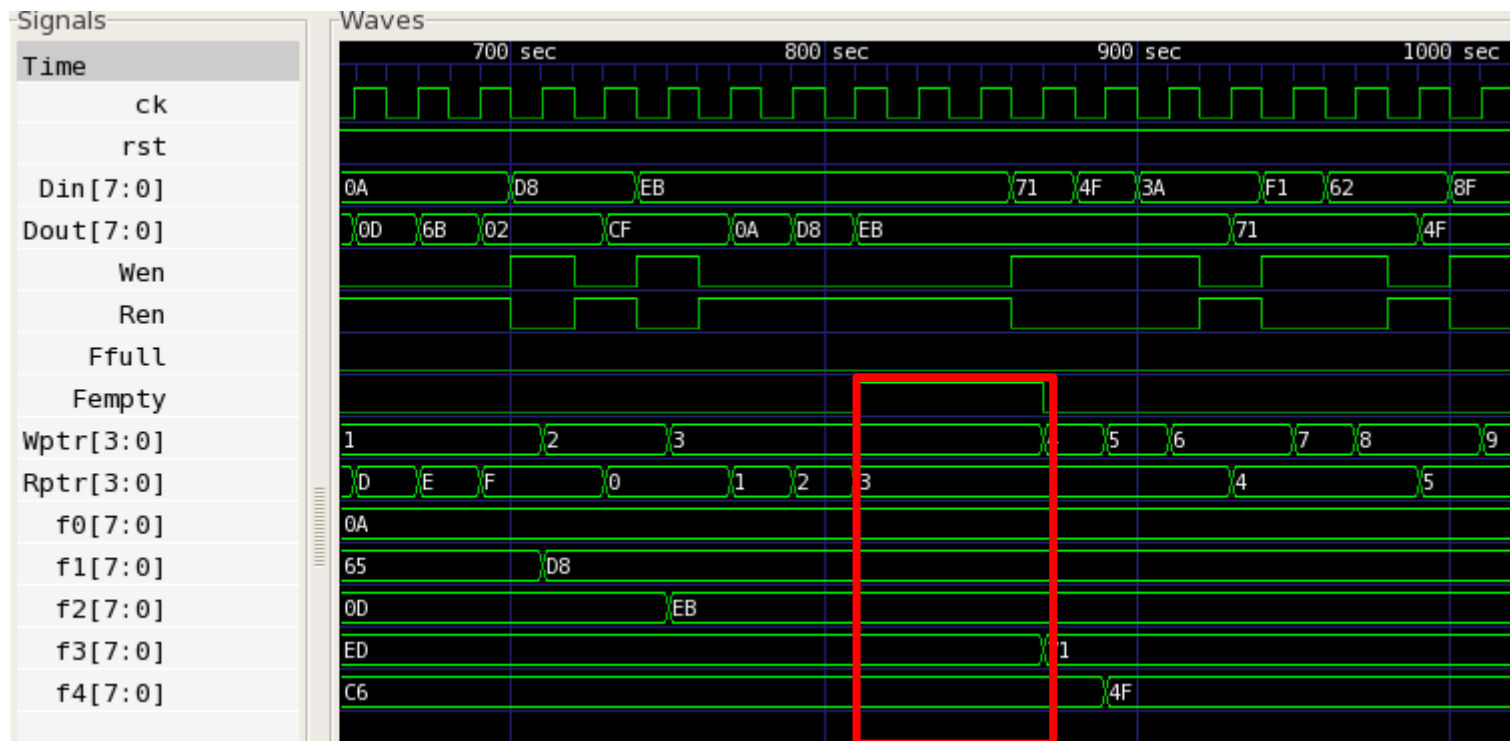 Signals Waves
Time 700 sec 800 sec 900 sec 1000 sec
ck
rst
Din[7:0] 0A D8 EB 71 4F 3A F1 62 8F
Dout[7:0] 0D 6B 02 CF 0A D8 EB 71 4F
Wen
Ren
Ffull
Fempty
Wptr[3:0] 1 2 3 5 6 7 8 9
Rptr[3:0] D E F 0 1 2 3 4 5
f0[7:0] 0A
f1[7:0] 65 D8
f2[7:0] 0D EB
f3[7:0] ED
f4[7:0] C6 4F